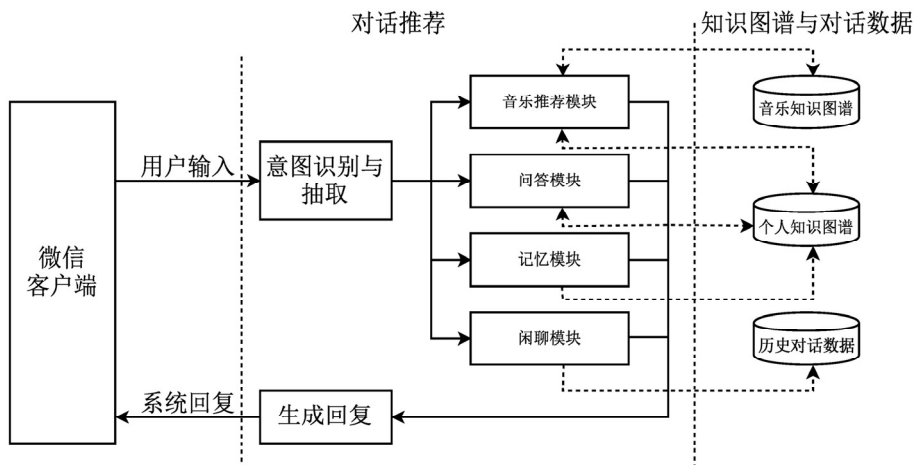 对话推荐
知识图谱与对话数据
音乐推荐模块
音乐知识图谱
用户输入
意图识别与
抽取
问答模块
个人知识图谱
微信
客户端
记忆模块
闲聊模块
历史对话数据
系统回复
生成回复